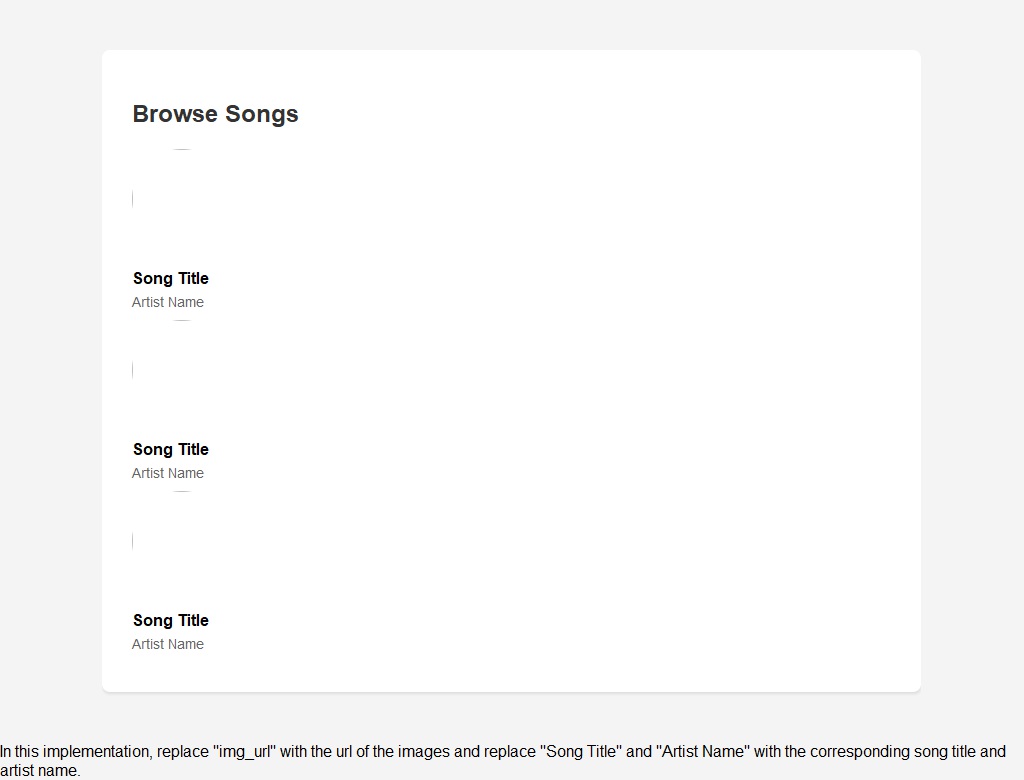 Browse Songs
Song Title
Artist Name
Song Title
Artist Name
Song Title
Artist Name
In this implementation, replace "img_url" with the url of the images and replace "Song Title" and "Artist Name" with the corresponding song title and
artist name.